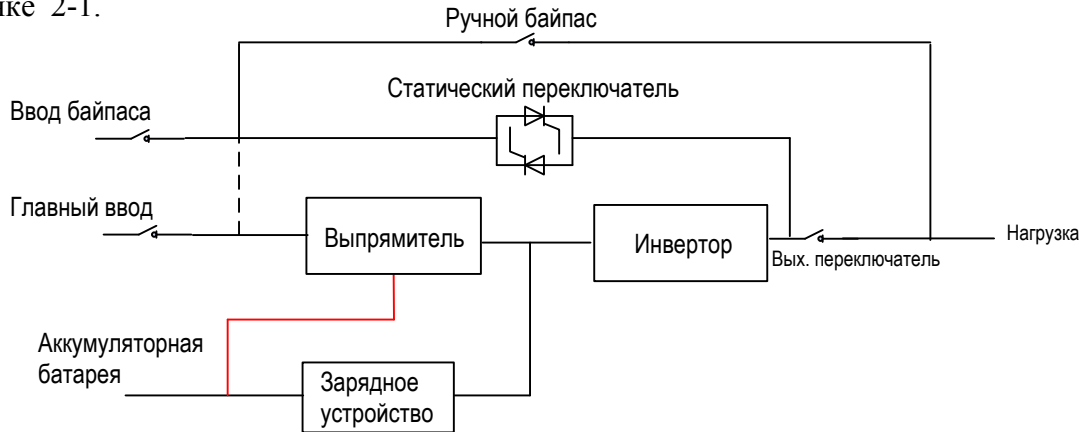 ке 2-1.
Ручной байпас
Статический переключатель
Ввод байпаса
Главный ввод
Выпрямитель
Инвертор
Нагрузка
Вых. переключатель
Аккумуляторная
батарея
Зарядное
устройство